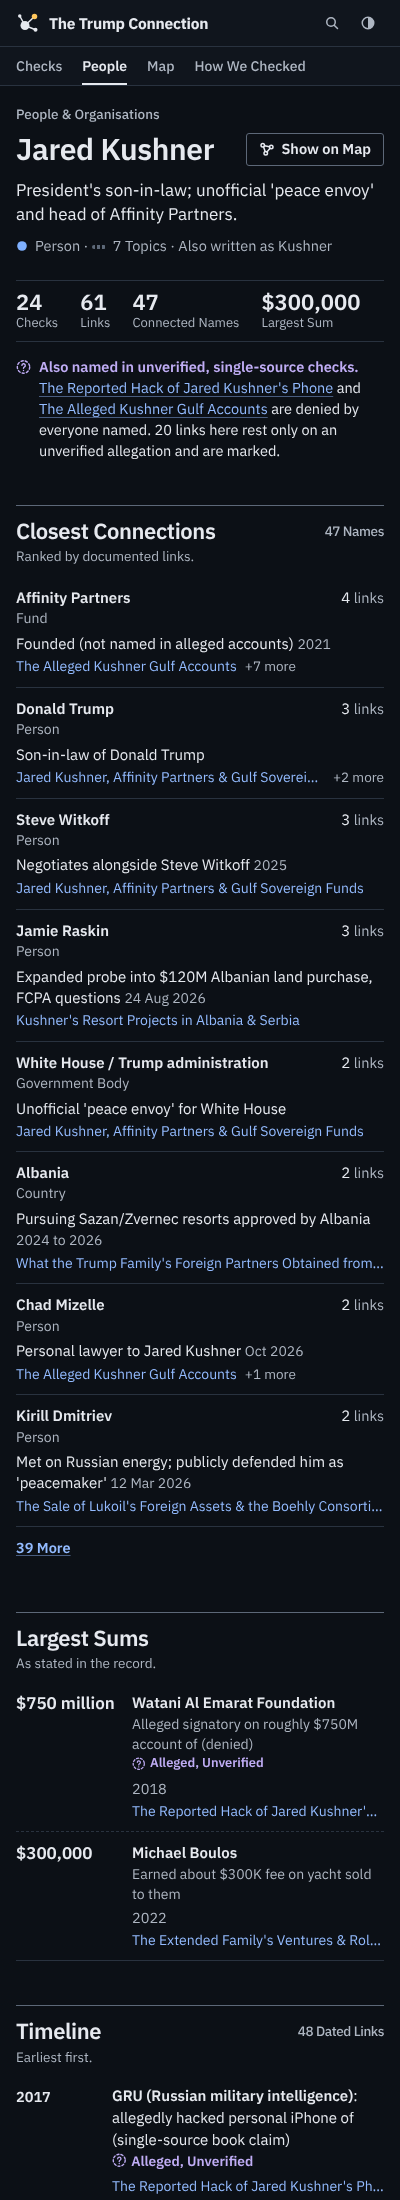 The Trump Connection
Checks People Map How We Checked
People & Organisations
Jared Kushner
Show on Map
President's son-in-law; unofficial 'peace envoy'
and head of Affinity Partners.
Person · 7 Topics · Also written as Kushner
24 61 47 $300,000
Checks Links Connected Names Largest Sum
Also named in unverified, single-source checks.
The Reported Hack of Jared Kushner's Phone and
The Alleged Kushner Gulf Accounts are denied by
everyone named. 20 links here rest only on an
unverified allegation and are marked.
Closest Connections
47 Names
Ranked by documented links.
Affinity Partners 4 links
Fund
Founded (not named in alleged accounts) 2021
The Alleged Kushner Gulf Accounts +7 more
Donald Trump 3 links
Person
Son-in-law of Donald Trump
Jared Kushner, Affinity Partners & Gulf Soverei... +2 more
Steve Witkoff 3 links
Person
Negotiates alongside Steve Witkoff 2025
Jared Kushner, Affinity Partners & Gulf Sovereign Funds
Jamie Raskin 3 links
Person
Expanded probe into $120M Albanian land purchase,
FCPA questions 24 Aug 2026
Kushner's Resort Projects in Albania & Serbia
White House / Trump administration 2 links
Government Body
Unofficial 'peace envoy' for White House
Jared Kushner, Affinity Partners & Gulf Sovereign Funds
Albania 2 links
Country
Pursuing Sazan/Zvernec resorts approved by Albania
2024 to 2026
What the Trump Family's Foreign Partners Obtained from...
Chad Mizelle 2 links
Person
Personal lawyer to Jared Kushner Oct 2026
The Alleged Kushner Gulf Accounts +1 more
Kirill Dmitriev 2 links
Person
Met on Russian energy; publicly defended him as
'peacemaker' 12 Mar 2026
The Sale of Lukoil's Foreign Assets & the Boehly Consorti...
39 More
Largest Sums
As stated in the record.
$750 million Watani Al Emarat Foundation
Alleged signatory on roughly $750M
account of (denied)
Alleged, Unverified
2018
The Reported Hack of Jared Kushner'...
$300,000 Michael Boulos
Earned about $300K fee on yacht sold
to them
2022
The Extended Family's Ventures & Rol...
Timeline
48 Dated Links
Earliest first.
2017 GRU (Russian military intelligence):
allegedly hacked personal iPhone of
(single-source book claim)
Alleged, Unverified
The Reported Hack of Jared Kushner's Ph...